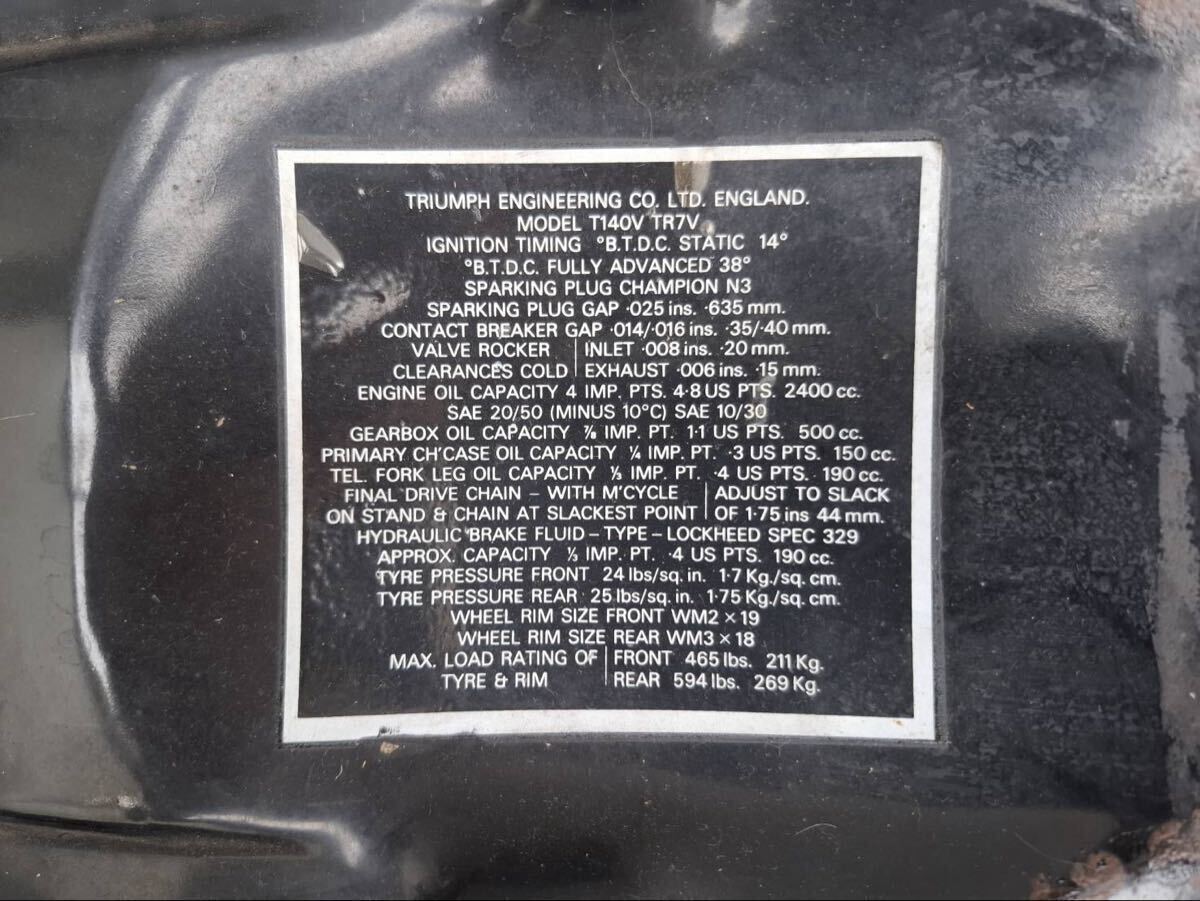 TRIUMPH ENGINEERING CO. LTD. ENGLAND.
MODEL T140V TR7V
IGNITION TIMING °B.T.D.C. STATIC 14°
°B.T.D.C. FULLY ADVANCED 38°
SPARKING PLUG CHAMPION N3
SPARKING PLUG GAP ·025 ins. ·635 mm.
CONTACT BREAKER GAP ·014/·016 ins. ·35/·40 mm.
VALVE ROCKER | INLET ·008 ins. ·20 mm.
CLEARANCES COLD | EXHAUST ·006 ins. ·15 mm.
ENGINE OIL CAPACITY 4 IMP. PTS. 4·8 US PTS. 2400 cc.
SAE 20/50 (MINUS 10°C) SAE 10/30
GEARBOX OIL CAPACITY ⅞ IMP. PT. 1·1 US PTS. 500 cc.
PRIMARY CH'CASE OIL CAPACITY ¼ IMP. PT. ·3 US PTS. 150 cc.
TEL. FORK LEG OIL CAPACITY ⅓ IMP. PT. ·4 US PTS. 190 cc.
FINAL DRIVE CHAIN – WITH M'CYCLE | ADJUST TO SLACK
ON STAND & CHAIN AT SLACKEST POINT | OF 1·75 ins 44 mm.
HYDRAULIC BRAKE FLUID – TYPE – LOCKHEED SPEC 329
APPROX. CAPACITY ⅓ IMP. PT. ·4 US PTS. 190 cc.
TYRE PRESSURE FRONT 24 lbs/sq. in. 1·7 Kg./sq. cm.
TYRE PRESSURE REAR 25 lbs/sq. in. 1·75 Kg./sq. cm.
WHEEL RIM SIZE FRONT WM2 × 19
WHEEL RIM SIZE REAR WM3 × 18
MAX. LOAD RATING OF | FRONT 465 lbs. 211 Kg.
TYRE & RIM | REAR 594 lbs. 269 Kg.